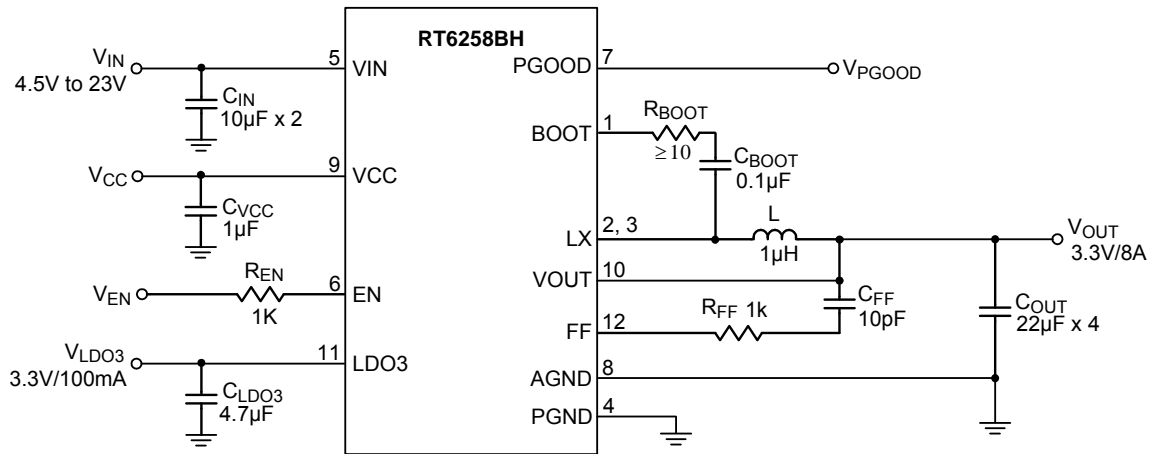 RT6258BH
VIN
4.5V to 23V
5
VIN
CIN
10µF x 2
VCC
9
VCC
CVCC
1µF
VEN
REN
1K
6
EN
VLDO3
3.3V/100mA
11
LDO3
CLDO3
4.7µF
PGOOD
7
VPGOOD
BOOT
1
RBOOT
≥10
CBOOT
0.1µF
LX
2, 3
L
1µH
VOUT
3.3V/8A
VOUT
10
CFF
10pF
RFF 1k
FF
12
COUT
22µF x 4
AGND
8
PGND
4